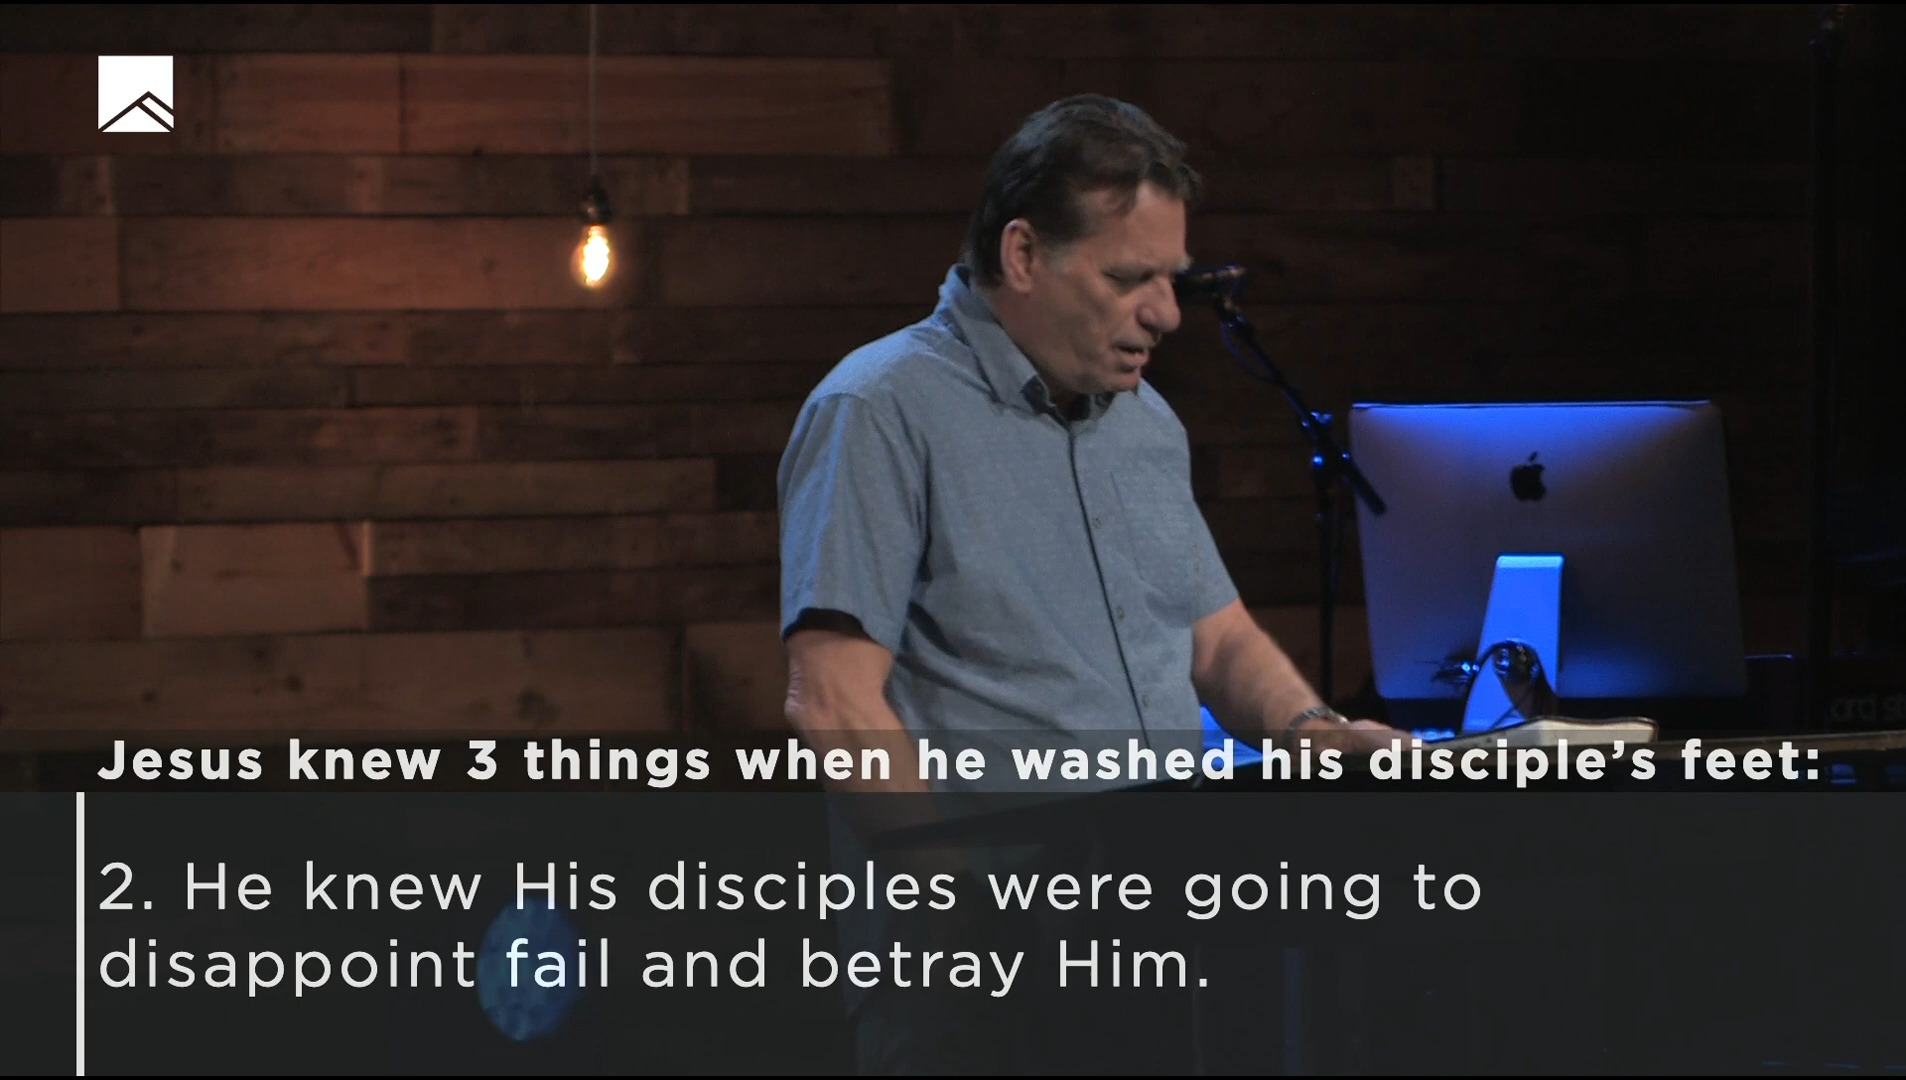 Jesus knew 3 things when he washed his disciple’s feet:
2. He knew His disciples were going to
disappoint fail and betray Him.